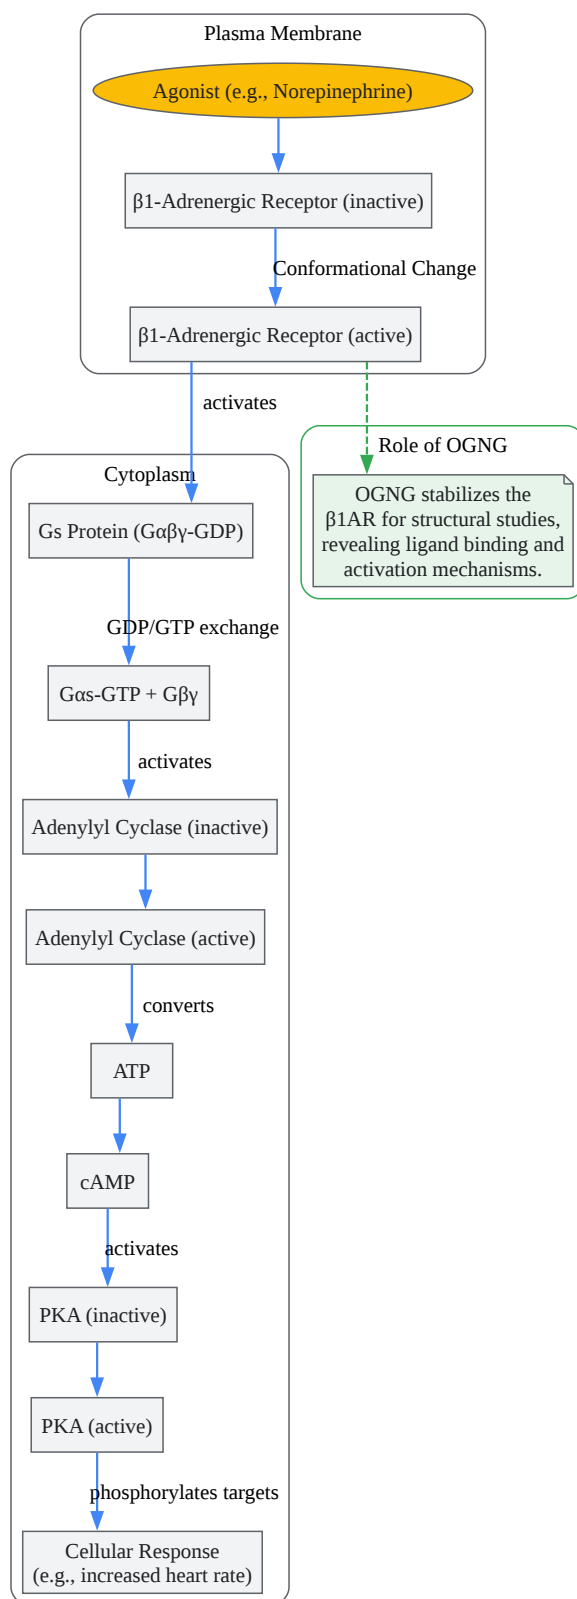 Plasma Membrane
Agonist (e.g., Norepinephrine)
β1-Adrenergic Receptor (inactive)
Conformational Change
β1-Adrenergic Receptor (active)
activates
Role of OGNG
OGNG stabilizes the
β1AR for structural studies,
revealing ligand binding and
activation mechanisms.
Cytoplasm
Gs Protein (Gαβγ-GDP)
GDP/GTP exchange
Gαs-GTP + Gβγ
activates
Adenylyl Cyclase (inactive)
Adenylyl Cyclase (active)
converts
ATP
cAMP
activates
PKA (inactive)
PKA (active)
phosphorylates targets
Cellular Response
(e.g., increased heart rate)